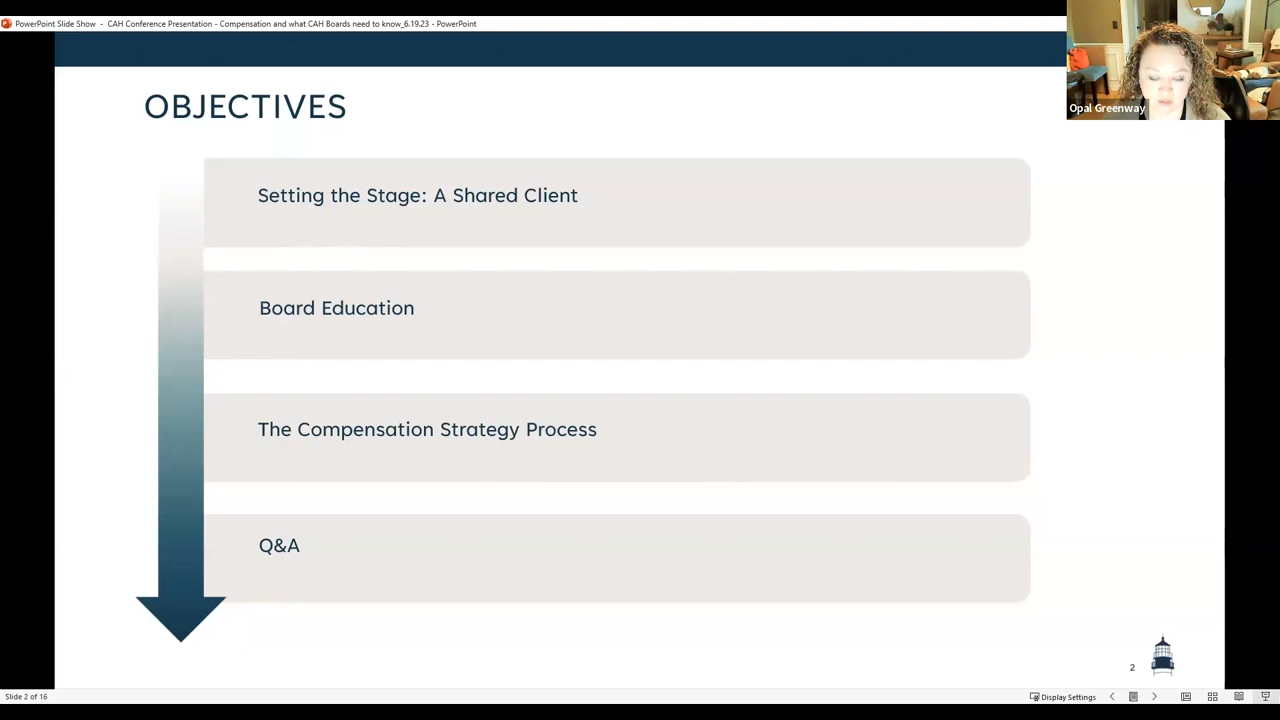 PowerPoint Slide Show - CAH Conference Presentation - Compensation and what CAH Boards need to know_6.19.23 - PowerPoint
Opal Greenway
OBJECTIVES
Setting the Stage: A Shared Client
Board Education
The Compensation Strategy Process
Q&A
2
Slide 2 of 16
Display Settings